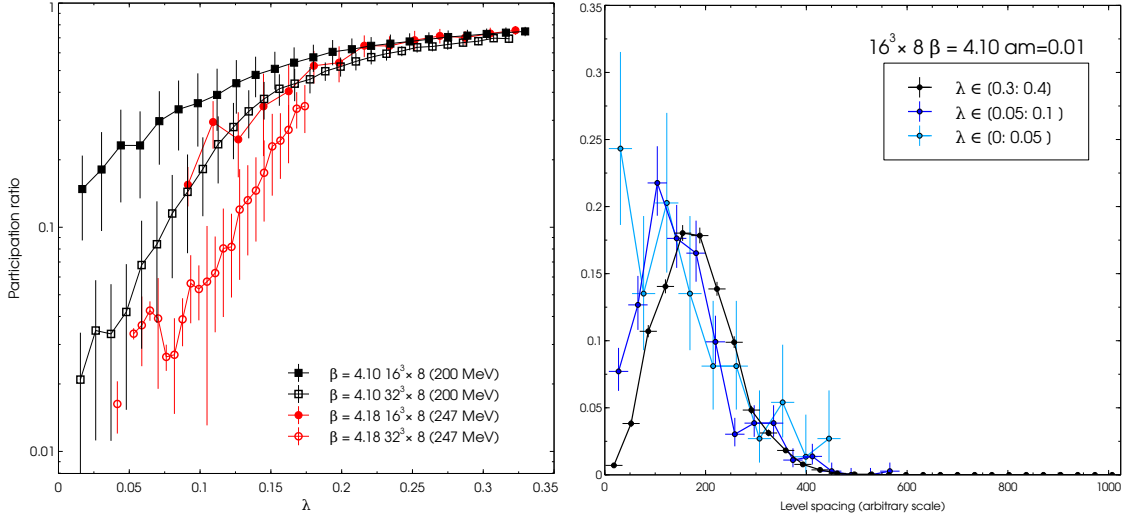 1
0.1
0.01
Participation ratio
0
0.05
0.1
0.15
0.2
0.25
0.3
0.35
λ
β = 4.10 16³× 8 (200 MeV)
β = 4.10 32³× 8 (200 MeV)
β = 4.18 16³× 8 (247 MeV)
β = 4.18 32³× 8 (247 MeV)
0.35
0.3
0.25
0.2
0.15
0.1
0.05
0
0
200
400
600
800
1000
Level spacing (arbitrary scale)
16³× 8 β = 4.10 am=0.01
λ ∈ (0.3: 0.4)
λ ∈ (0.05: 0.1 )
λ ∈ (0: 0.05 )